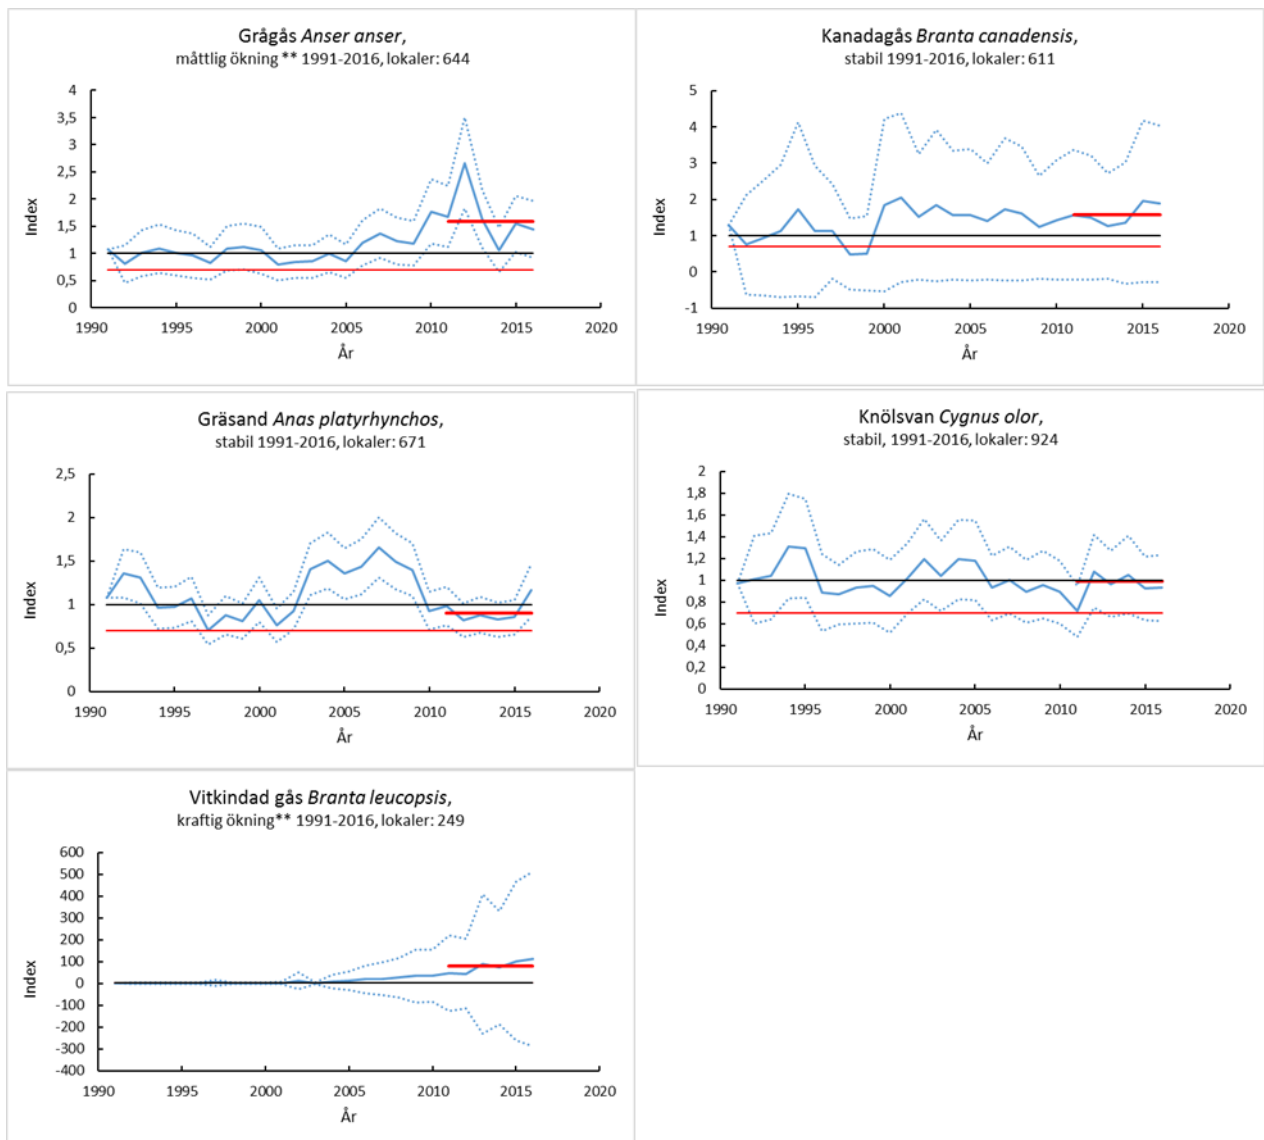 Grågås Anser anser,
måttlig ökning ** 1991-2016, lokaler: 644
4
3,5
3
2,5
2
1,5
1
0,5
0
Index
1990 1995 2000 2005 2010 2015 2020
År
Kanadagås Branta canadensis,
stabil 1991-2016, lokaler: 611
5
4
3
2
1
0
-1
Index
1990 1995 2000 2005 2010 2015 2020
År
Gräsand Anas platyrhynchos,
stabil 1991-2016, lokaler: 671
2,5
2
1,5
1
0,5
0
Index
1990 1995 2000 2005 2010 2015 2020
År
Knölsvan Cygnus olor,
stabil, 1991-2016, lokaler: 924
2
1,8
1,6
1,4
1,2
1
0,8
0,6
0,4
0,2
0
Index
1990 1995 2000 2005 2010 2015 2020
År
Vitkindad gås Branta leucopsis,
kraftig ökning** 1991-2016, lokaler: 249
600
500
400
300
200
100
0
-100
-200
-300
-400
Index
1990 1995 2000 2005 2010 2015 2020
År